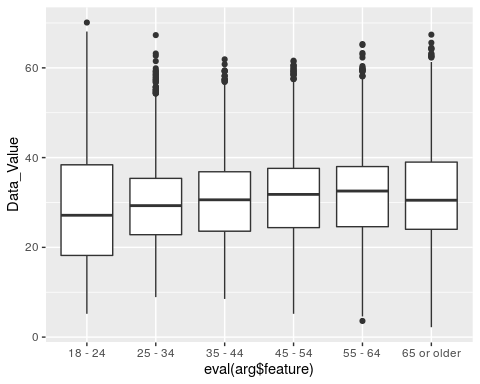 Data_Value
60
40
20
0
18 - 24 25 - 34 35 - 44 45 - 54 55 - 64 65 or older
eval(arg$feature)